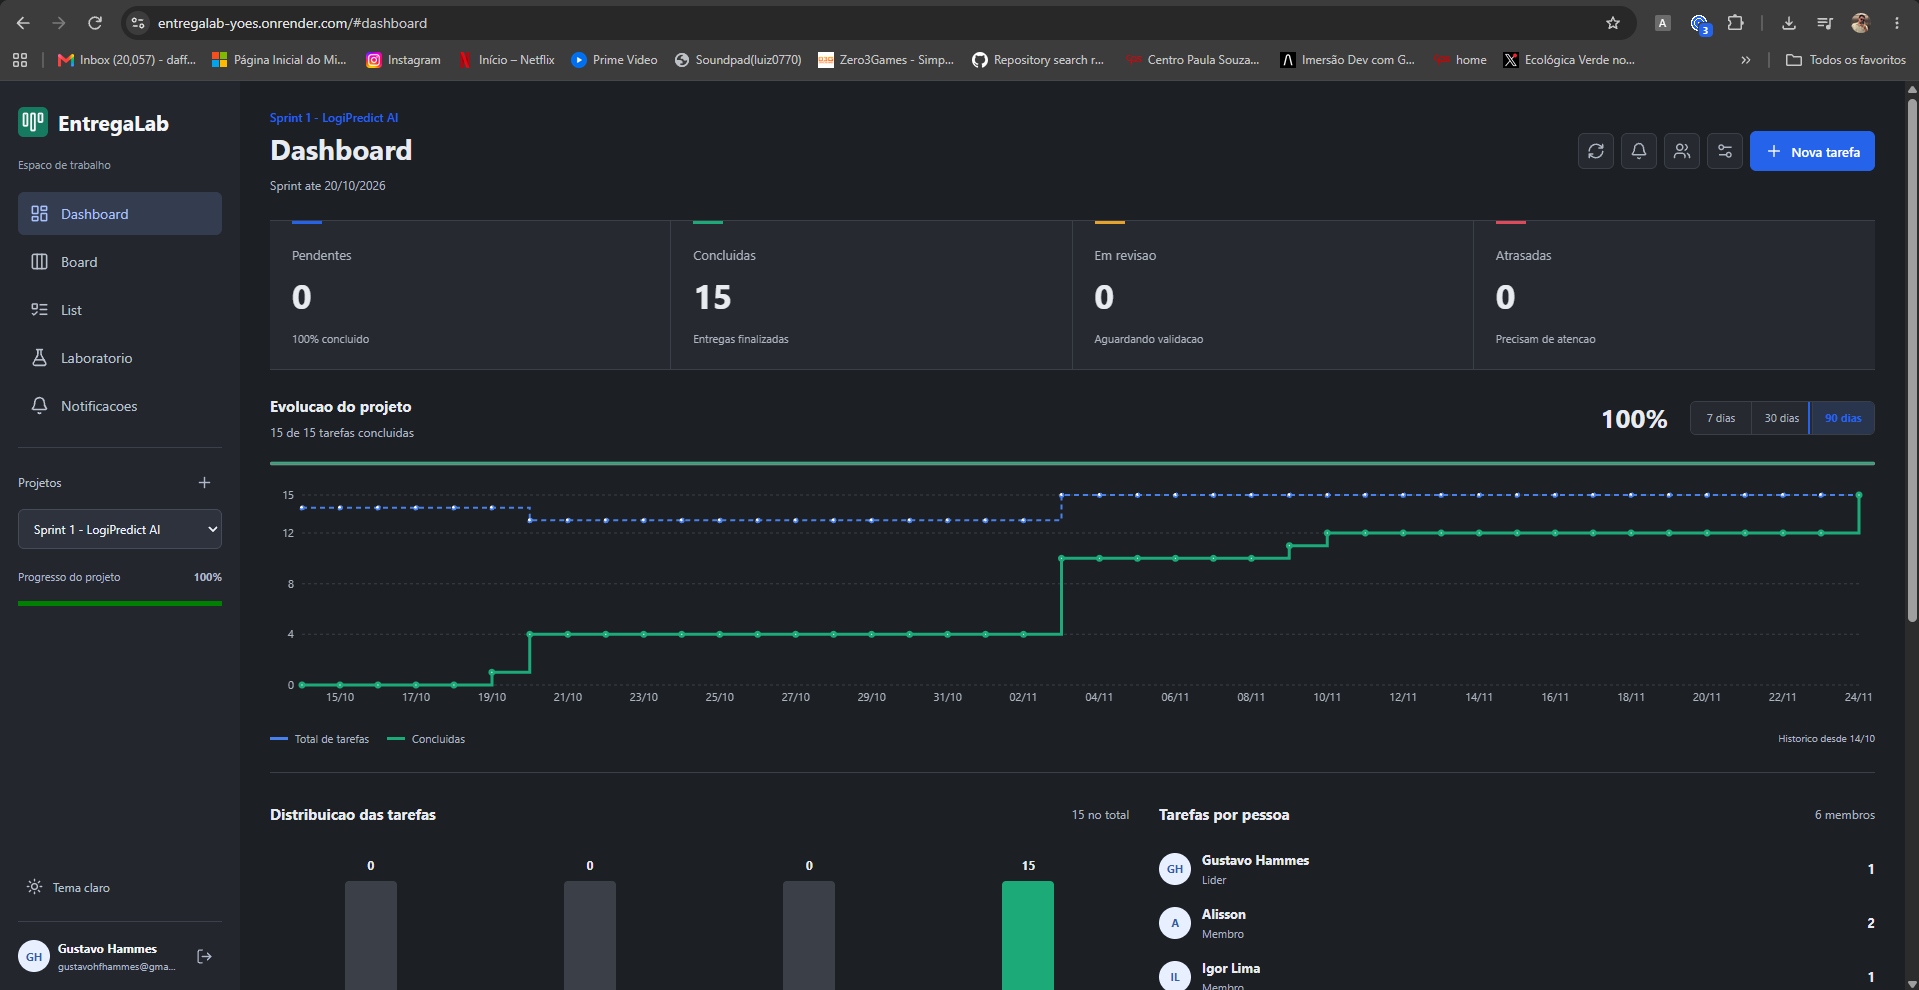 entregalab-yoes.onrender.com/#dashboard
A
3
Inbox (20,057) - daff...
Página Inicial do Mi...
Instagram
Início – Netflix
Prime Video
Soundpad(luiz0770)
Zero3Games - Simp...
Repository search r...
Centro Paula Souza...
Imersão Dev com G...
home
Ecológica Verde no...
»
Todos os favoritos
EntregaLab
Espaco de trabalho
Dashboard
Board
List
Laboratorio
Notificacoes
Projetos
Sprint 1 - LogiPredict AI
Progresso do projeto 100%
Tema claro
GH
Gustavo Hammes
gustavohfhammes@gma...
Sprint 1 - LogiPredict AI
Dashboard
Sprint ate 20/10/2026
Nova tarefa
Pendentes
0
100% concluido
Concluidas
15
Entregas finalizadas
Em revisao
0
Aguardando validacao
Atrasadas
0
Precisam de atencao
Evolucao do projeto
15 de 15 tarefas concluidas
100%
7 dias 30 dias 90 dias
15
12
8
4
0
15/10 17/10 19/10 21/10 23/10 25/10 27/10 29/10 31/10 02/11 04/11 06/11 08/11 10/11 12/11 14/11 16/11 18/11 20/11 22/11 24/11
Total de tarefas Concluidas
Historico desde 14/10
Distribuicao das tarefas 15 no total
0 0 0 15
Tarefas por pessoa 6 membros
GH
Gustavo Hammes
Lider
1
A
Alisson
Membro
2
IL
Igor Lima
Membro
1